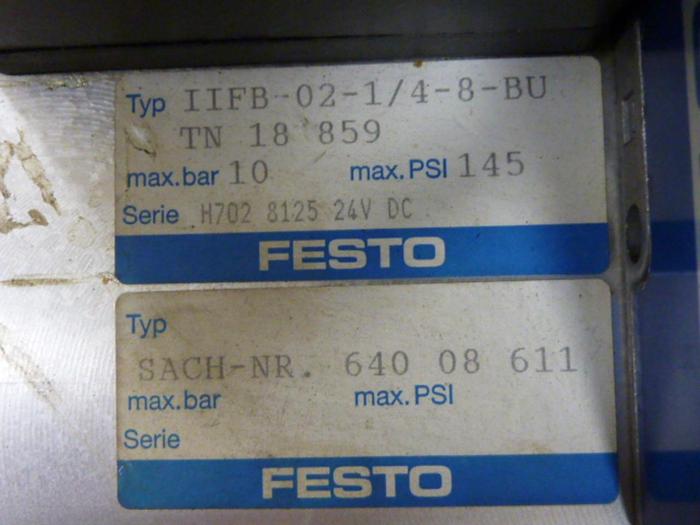 Typ IIFB-02-1/4-8-BU
TN 18 859
max.bar 10 max.PSI 145
Serie H702 8125 24V DC
FESTO
Typ
SACH-NR. 640 08 611
max.bar max.PSI
Serie
FESTO